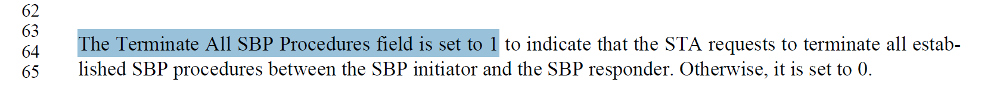 62
63
64 The Terminate All SBP Procedures field is set to 1 to indicate that the STA requests to terminate all estab-
65 lished SBP procedures between the SBP initiator and the SBP responder. Otherwise, it is set to 0.